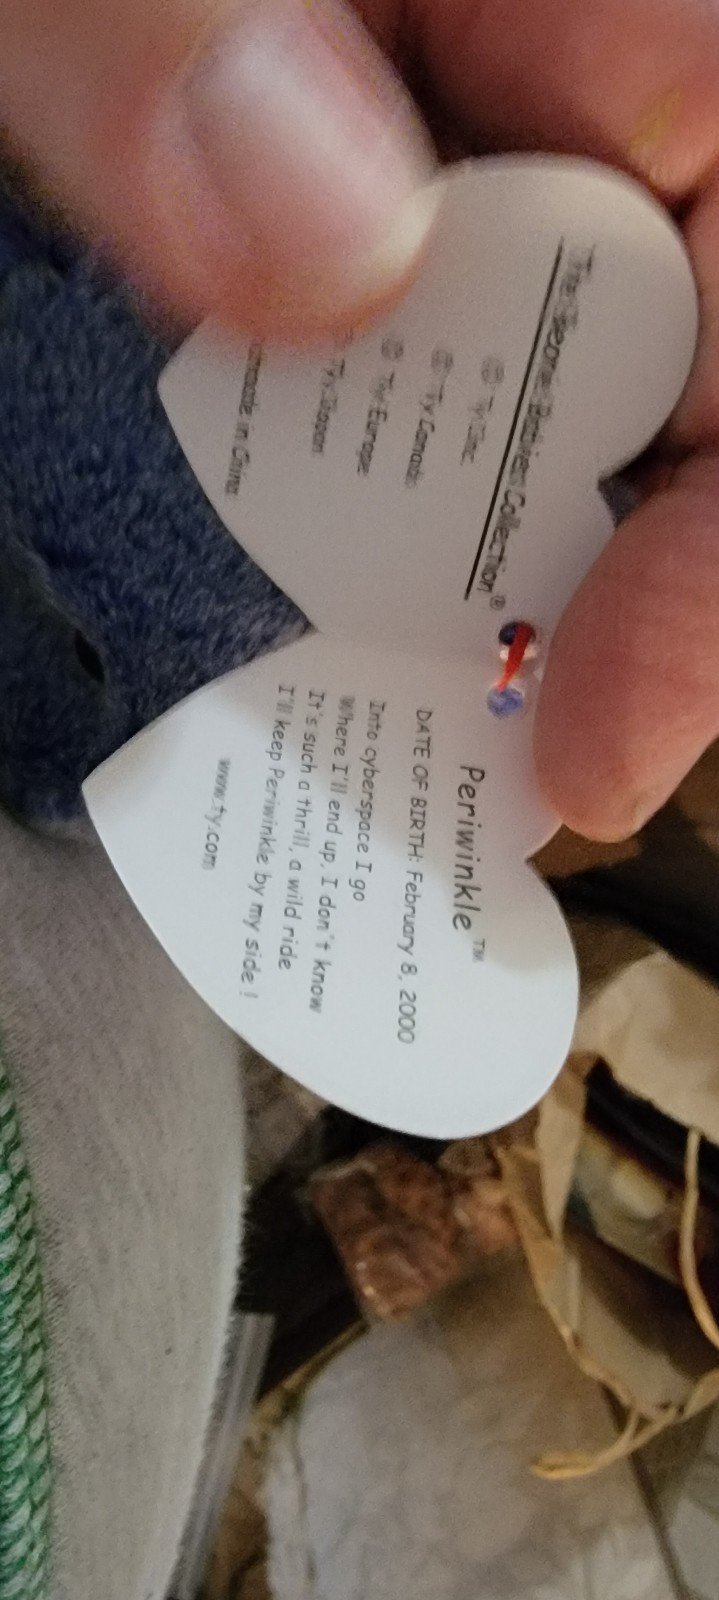 The Beanie Babies Collection®
© Ty Inc.
© Ty Canada
© Ty Europe
Ty Japan
Handmade in China
Periwinkle™
DATE OF BIRTH: February 8, 2000
Into cyberspace I go
Where I'll end up, I don't know
It's such a thrill, a wild ride
I'll keep Periwinkle by my side!
www.ty.com